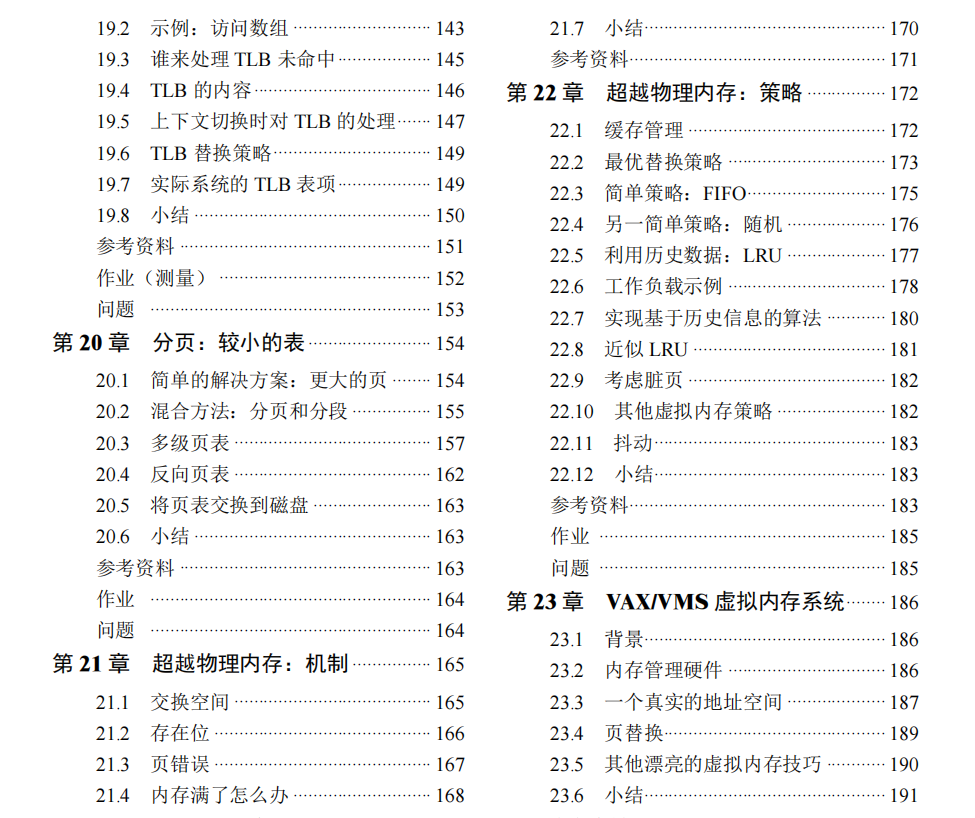 19.2 示例：访问数组 143
19.3 谁来处理 TLB 未命中 145
19.4 TLB 的内容 146
19.5 上下文切换时对 TLB 的处理 147
19.6 TLB 替换策略 149
19.7 实际系统的 TLB 表项 149
19.8 小结 150
参考资料 151
作业（测量） 152
问题 153
第 20 章 分页：较小的表 154
20.1 简单的解决方案：更大的页 154
20.2 混合方法：分页和分段 155
20.3 多级页表 157
20.4 反向页表 162
20.5 将页表交换到磁盘 163
20.6 小结 163
参考资料 163
作业 164
问题 164
第 21 章 超越物理内存：机制 165
21.1 交换空间 165
21.2 存在位 166
21.3 页错误 167
21.4 内存满了怎么办 168
21.7 小结 170
参考资料 171
第 22 章 超越物理内存：策略 172
22.1 缓存管理 172
22.2 最优替换策略 173
22.3 简单策略：FIFO 175
22.4 另一简单策略：随机 176
22.5 利用历史数据：LRU 177
22.6 工作负载示例 178
22.7 实现基于历史信息的算法 180
22.8 近似 LRU 181
22.9 考虑脏页 182
22.10 其他虚拟内存策略 182
22.11 抖动 183
22.12 小结 183
参考资料 183
作业 185
问题 185
第 23 章 VAX/VMS 虚拟内存系统 186
23.1 背景 186
23.2 内存管理硬件 186
23.3 一个真实的地址空间 187
23.4 页替换 189
23.5 其他漂亮的虚拟内存技巧 190
23.6 小结 191